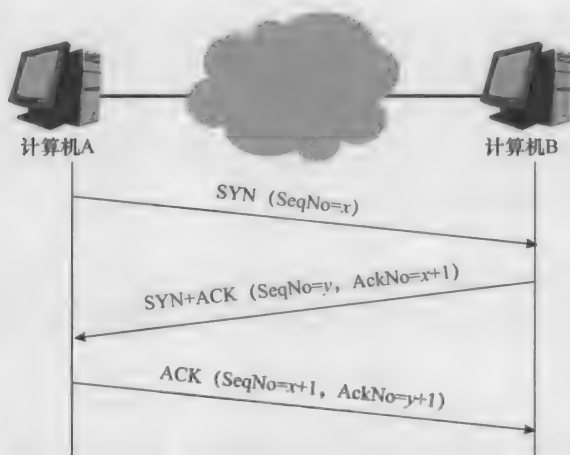 计算机A
计算机B
SYN (SeqNo=x)
SYN+ACK (SeqNo=y, AckNo=x+1)
ACK (SeqNo=x+1, AckNo=y+1)